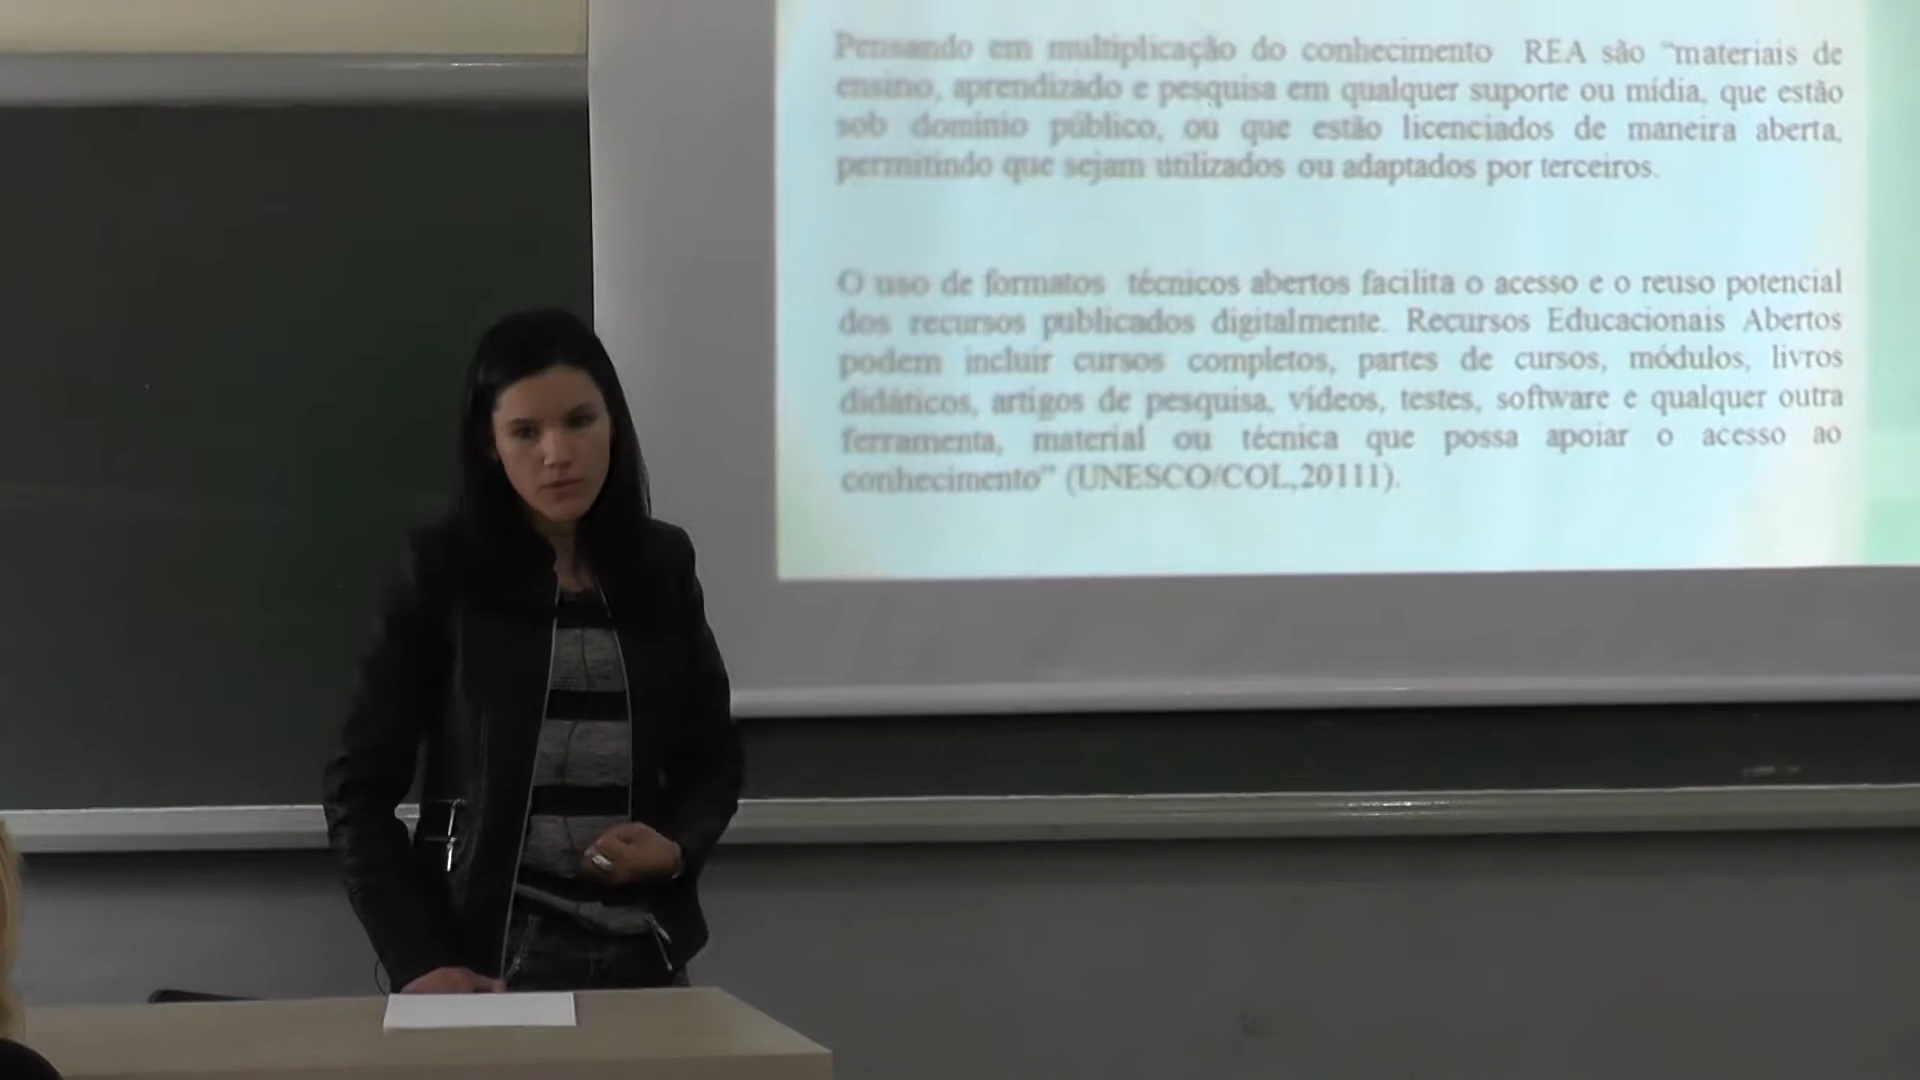 Pensando em multiplicação do conhecimento REA são "materiais de
ensino, aprendizado e pesquisa em qualquer suporte ou mídia, que estão
sob domínio público, ou que estão licenciados de maneira aberta,
permitindo que sejam utilizados ou adaptados por terceiros.
O uso de formatos técnicos abertos facilita o acesso e o reuso potencial
dos recursos publicados digitalmente. Recursos Educacionais Abertos
podem incluir cursos completos, partes de cursos, módulos, livros
didáticos, artigos de pesquisa, vídeos, testes, software e qualquer outra
ferramenta, material ou técnica que possa apoiar o acesso ao
conhecimento" (UNESCO/COL,20111).